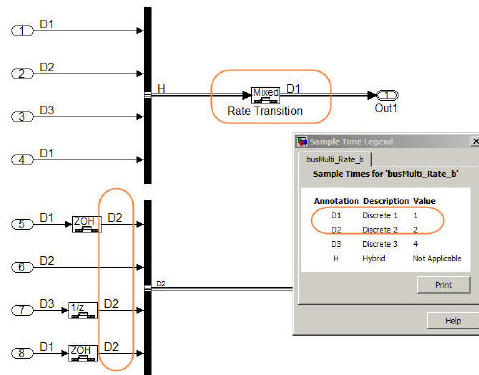 1 D1
2 D2
H Mixed D1 1
Rate Transition Out1
3 D3
4 D1
Sample Time Legend
busMulti_Rate_b
Sample Times for 'busMulti_Rate_b'
Annotation Description Value
D1 Discrete 1 1
D2 Discrete 2 2
D3 Discrete 3 4
H Hybrid Not Applicable
Print
Help
5 D1 ZOH D2
6 D2
D2
7 D3 1/z D2
8 D1 ZOH D2